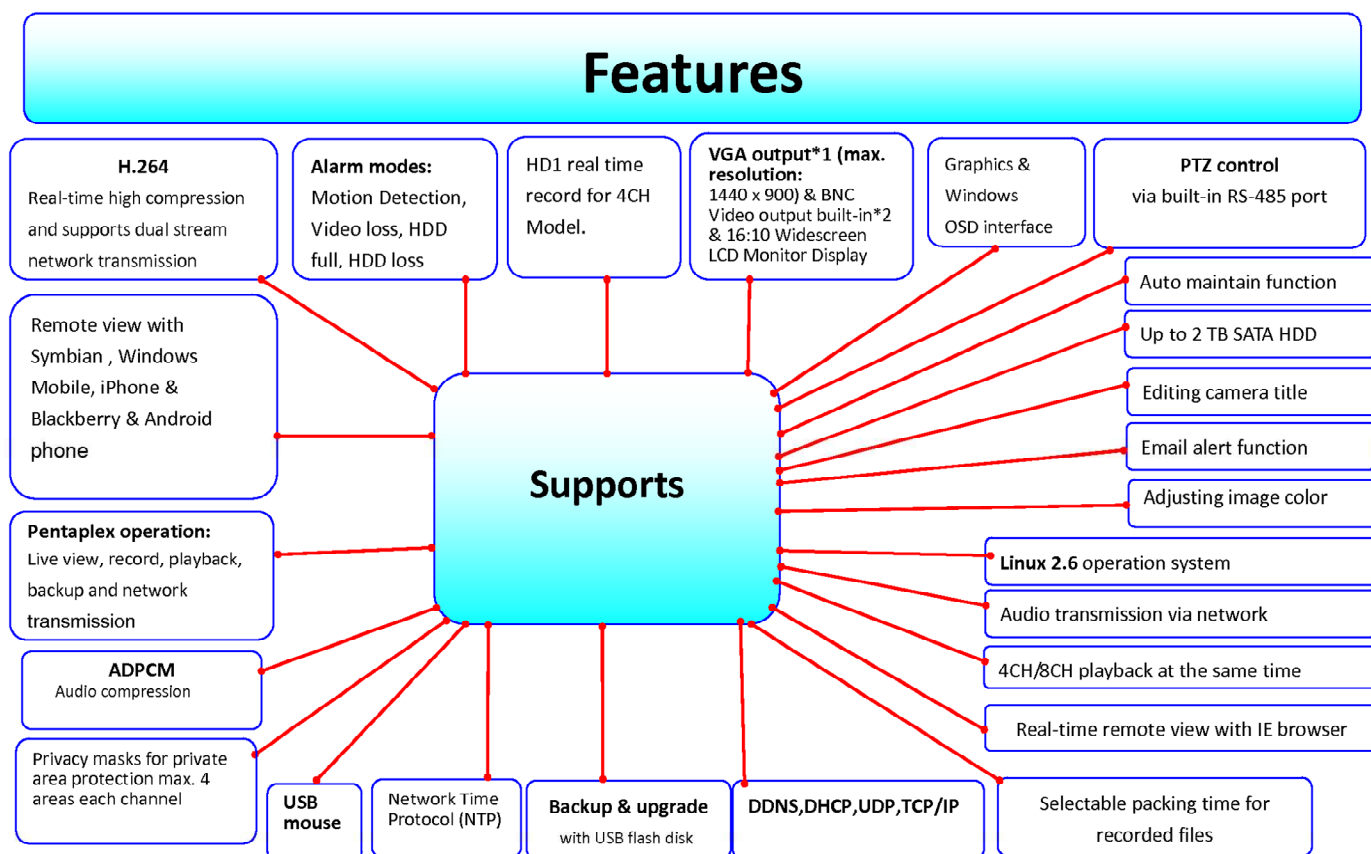 Features
H.264
Real-time high compression
and supports dual stream
network transmission
Alarm modes:
Motion Detection,
Video loss, HDD
full, HDD loss
HD1 real time
record for 4CH
Model.
VGA output*1 (max.
resolution:
1440 x 900) & BNC
Video output built-in*2
& 16:10 Widescreen
LCD Monitor Display
Graphics &
Windows
OSD interface
PTZ control
via built-in RS-485 port
Auto maintain function
Up to 2 TB SATA HDD
Editing camera title
Email alert function
Adjusting image color
Remote view with
Symbian , Windows
Mobile, iPhone &
Blackberry & Android
phone
Supports
Pentaplex operation:
Live view, record, playback,
backup and network
transmission
Linux 2.6 operation system
Audio transmission via network
4CH/8CH playback at the same time
Real-time remote view with IE browser
ADPCM
Audio compression
Privacy masks for private
area protection max. 4
areas each channel
USB
mouse
Network Time
Protocol (NTP)
Backup & upgrade
with USB flash disk
DDNS,DHCP,UDP,TCP/IP
Selectable packing time for
recorded files